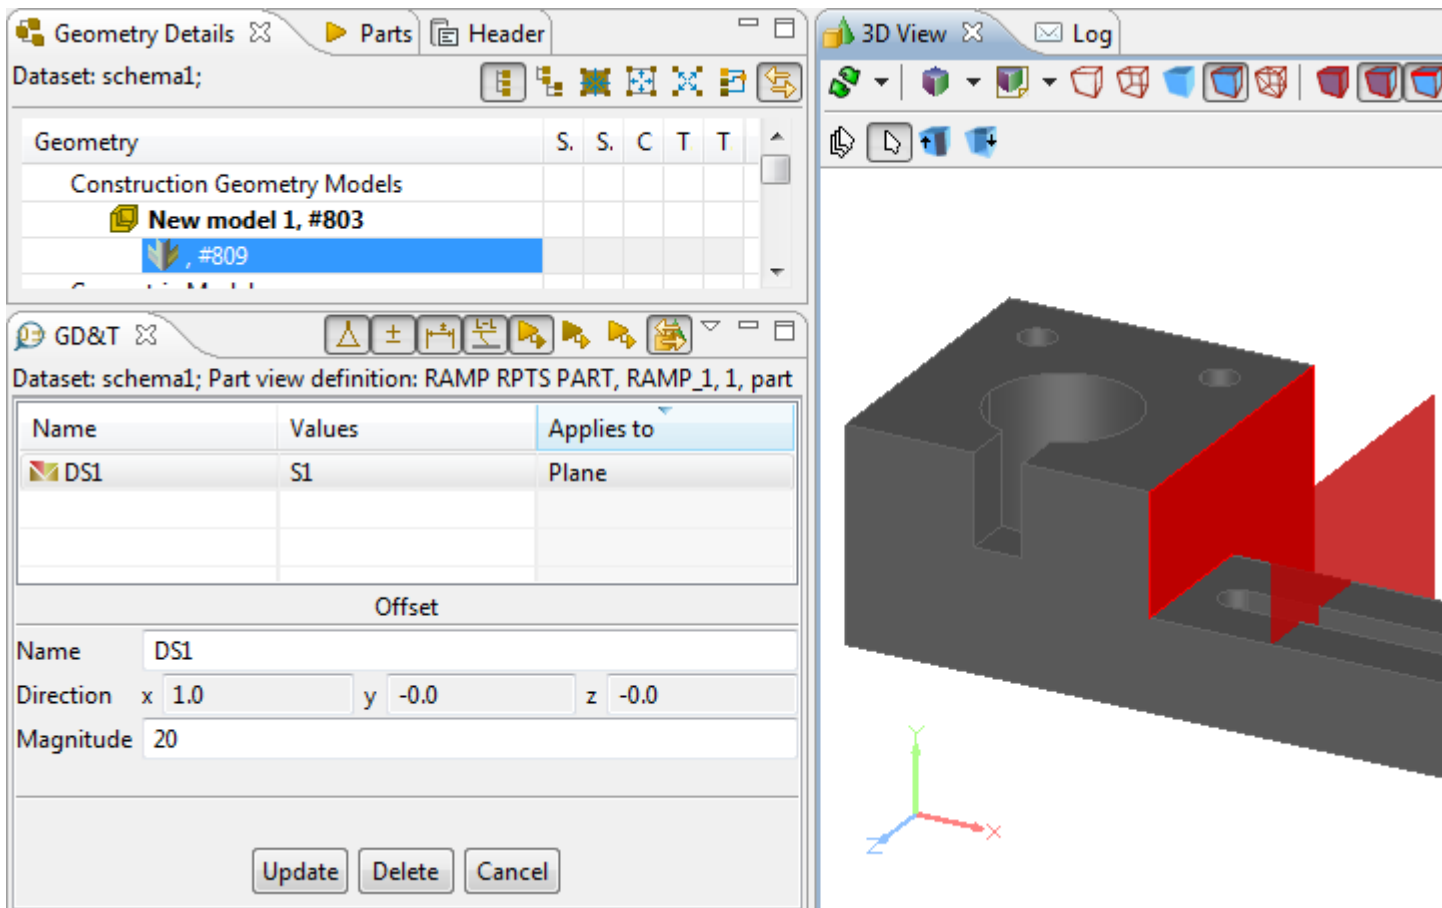 Geometry Details
Parts
Header
Dataset: schema1;
Geometry S. S. C T T
Construction Geometry Models
New model 1, #803
, #809
GD&T
Dataset: schema1; Part view definition: RAMP RPTS PART, RAMP_1, 1, part
Name Values Applies to
DS1 S1 Plane
Offset
Name DS1
Direction x 1.0 y -0.0 z -0.0
Magnitude 20
Update Delete Cancel
3D View
Log
Y
X
Z